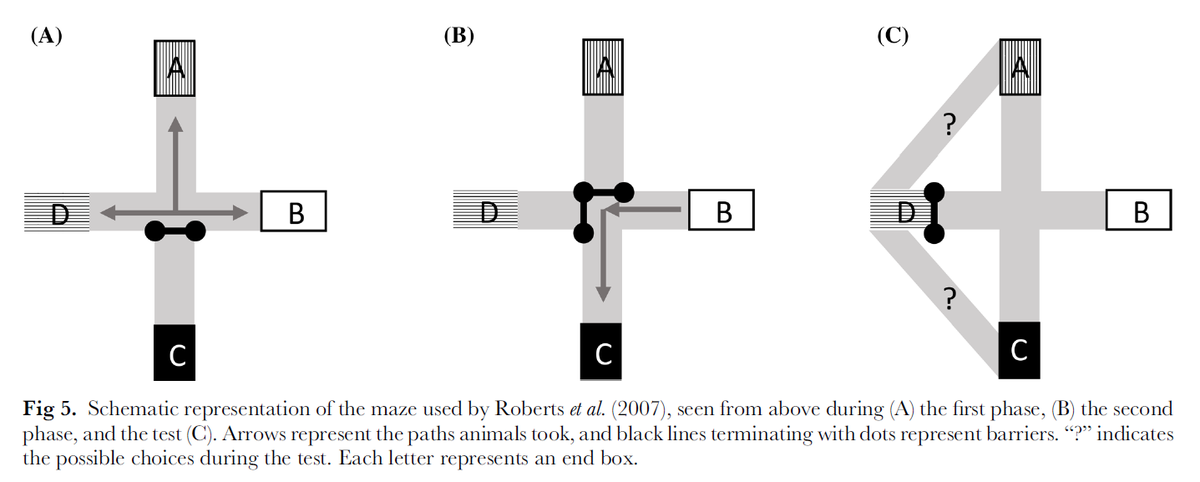 (A)
(B)
(C)
A
A
A
?
D
B
D
B
D
B
?
C
C
C
Fig 5. Schematic representation of the maze used by Roberts et al. (2007), seen from above during (A) the first phase, (B) the second
phase, and the test (C). Arrows represent the paths animals took, and black lines terminating with dots represent barriers. “?” indicates
the possible choices during the test. Each letter represents an end box.